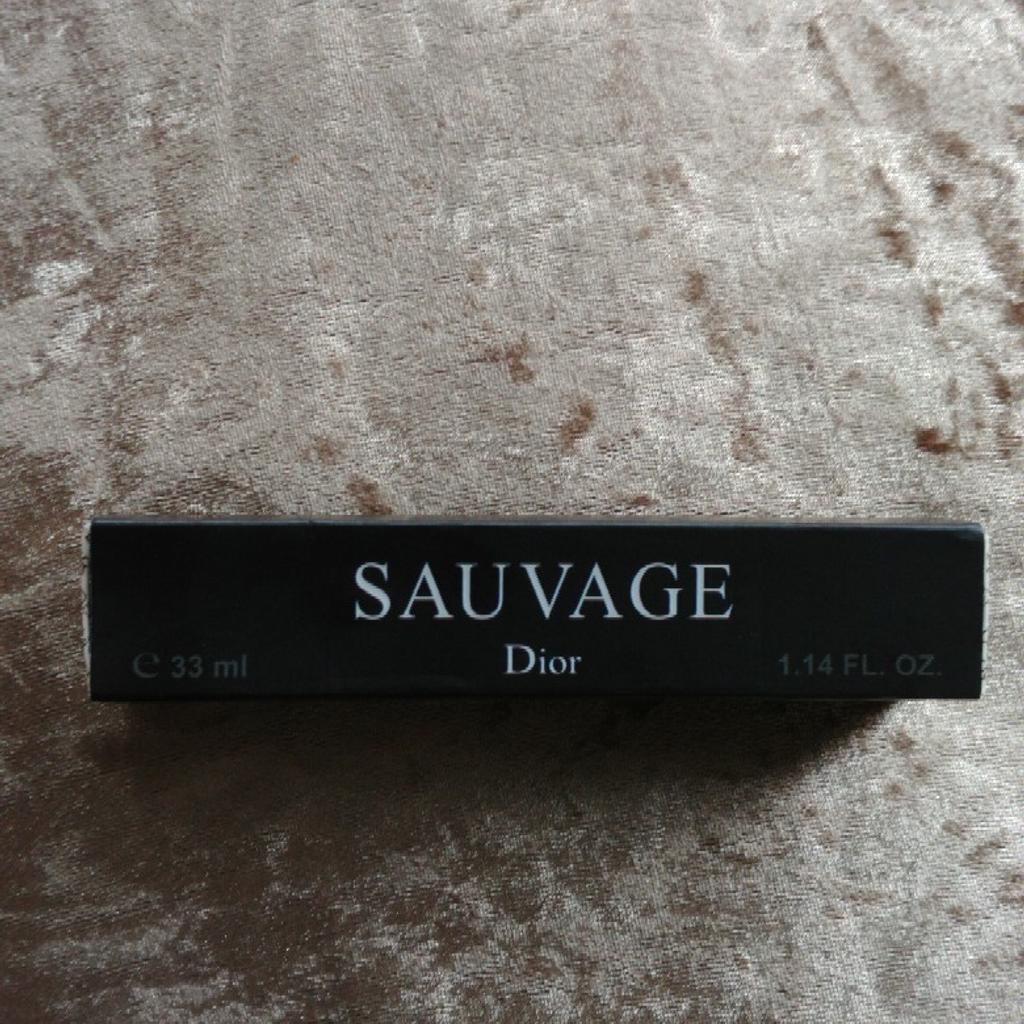 SAUVAGE
Dior
℮ 33 ml
1.14 FL. OZ.